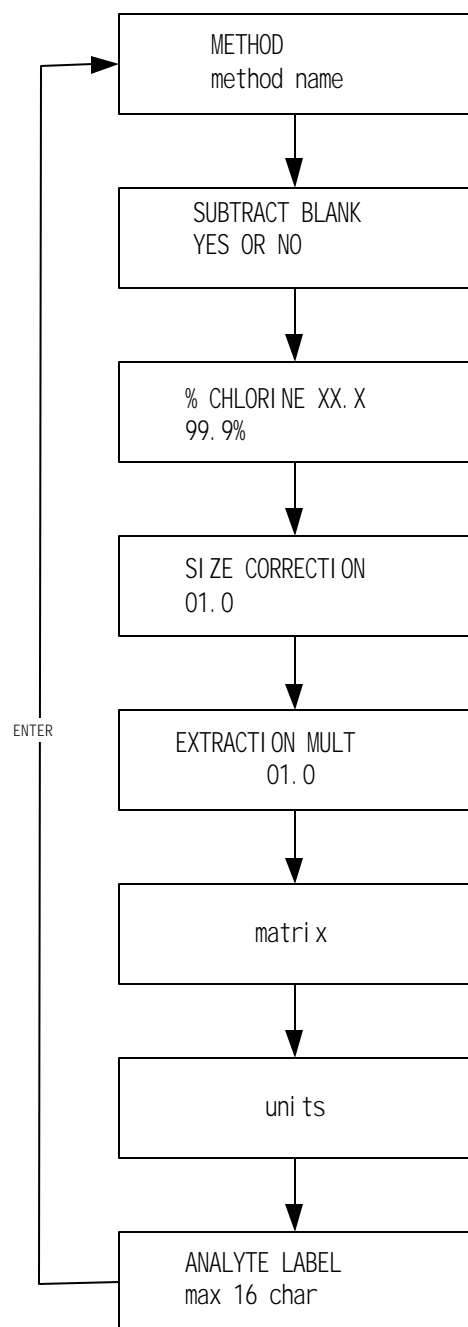 METHOD
method name
SUBTRACT BLANK
YES OR NO
% CHLORINE XX.X
99.9%
SIZE CORRECTION
01.0
EXTRACTION MULT
01.0
ENTER
matrix
units
ANALYTE LABEL
max 16 char